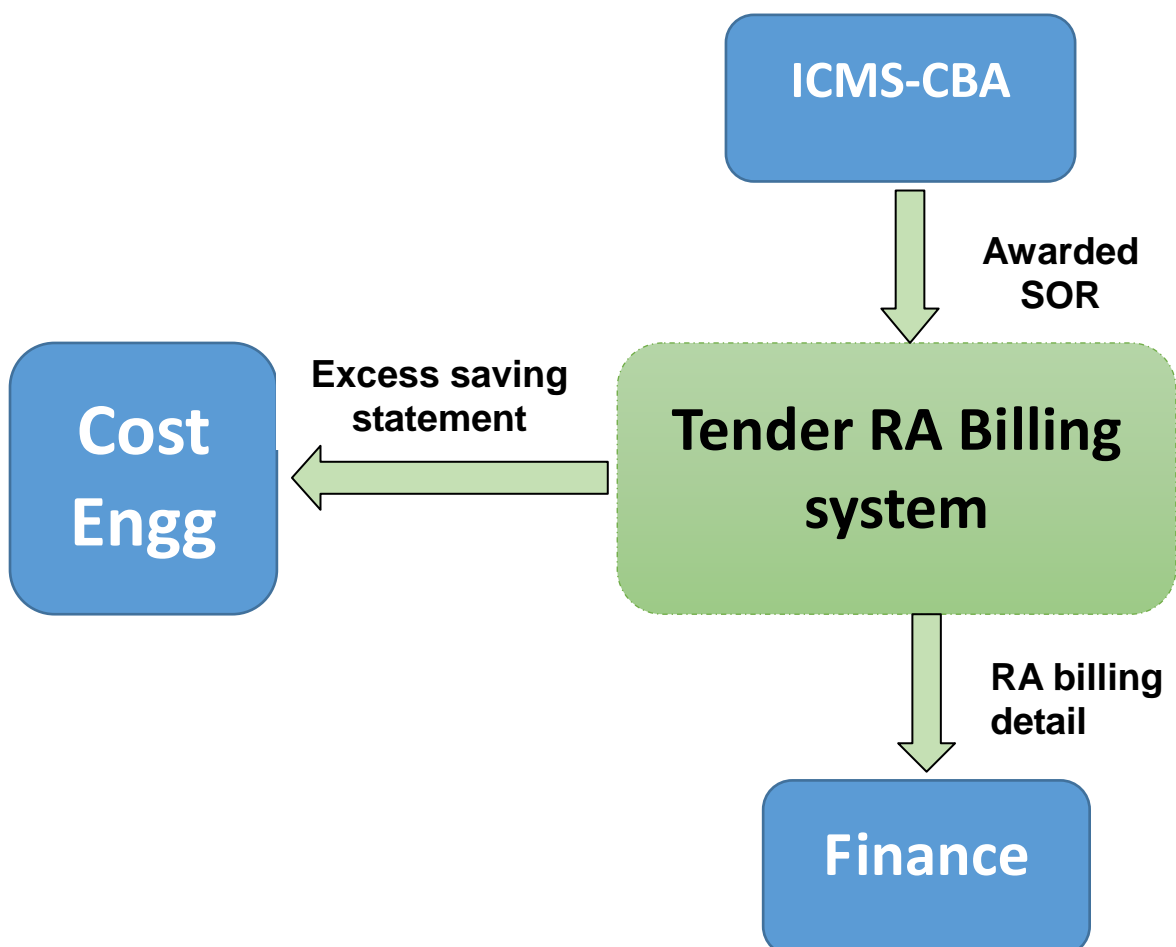 ICMS-CBA
Awarded
SOR
Excess saving
statement
Cost
Engg
Tender RA Billing
system
RA billing
detail
Finance